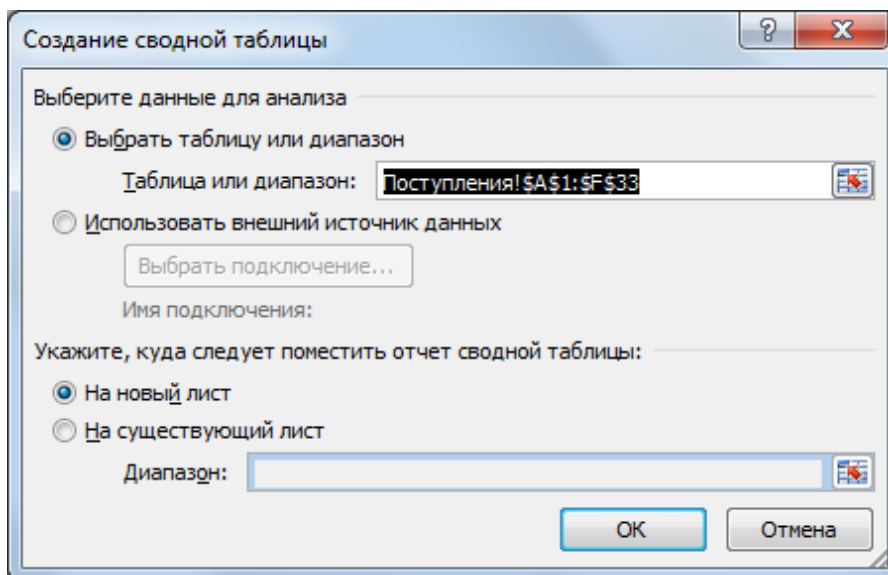 Создание сводной таблицы
Выберите данные для анализа
Выбрать таблицу или диапазон
Таблица или диапазон: Поступления!$A$1:$F$33
Использовать внешний источник данных
Выбрать подключение...
Имя подключения:
Укажите, куда следует поместить отчет сводной таблицы:
На новый лист
На существующий лист
Диапазон:
ОК Отмена